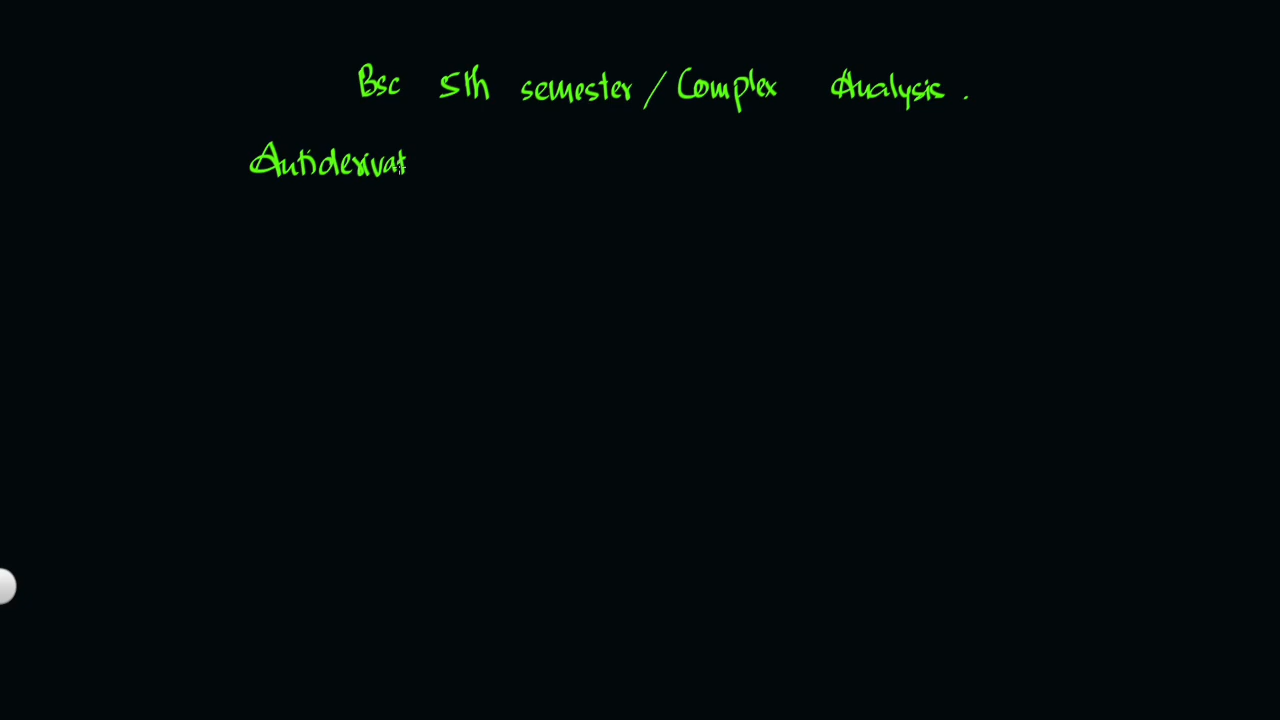 Bsc 5th semester / Complex Analysis.
Antiderivat